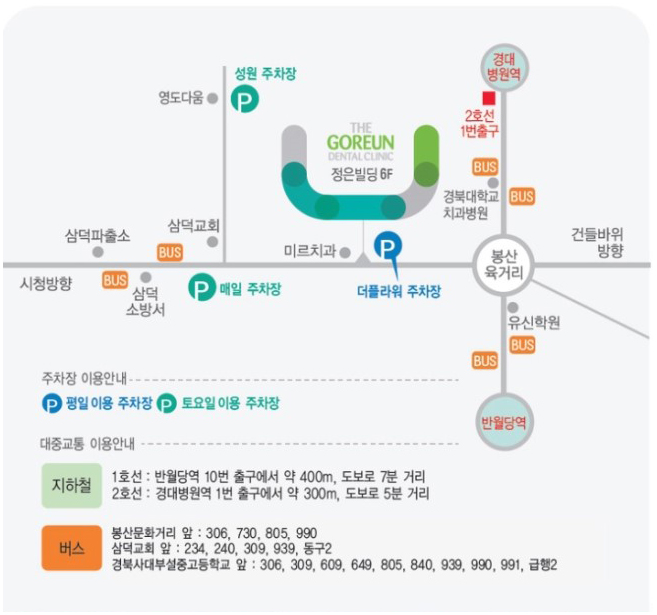 경대
병원역
성원 주차장
P
영도다움
2호선
1번출구
THE
GOREUN
DENTAL CLINIC
정은빌딩 6F
BUS
경북대학교
치과병원
BUS
삼덕교회
삼덕파출소
BUS
미르치과
P
봉산
육거리
건들바위
방향
시청방향
BUS
삼덕
소방서
P
매일 주차장
더플라워 주차장
유신학원
BUS
BUS
반월당역
주차장 이용안내
P 평일 이용 주차장 P 토요일 이용 주차장
대중교통 이용안내
지하철
1호선 : 반월당역 10번 출구에서 약 400m, 도보로 7분 거리
2호선 : 경대병원역 1번 출구에서 약 300m, 도보로 5분 거리
버스
봉산문화거리 앞 : 306, 730, 805, 990
삼덕교회 앞 : 234, 240, 309, 939, 동구2
경북사대부설중고등학교 앞 : 306, 309, 609, 649, 805, 840, 939, 990, 991, 급행2